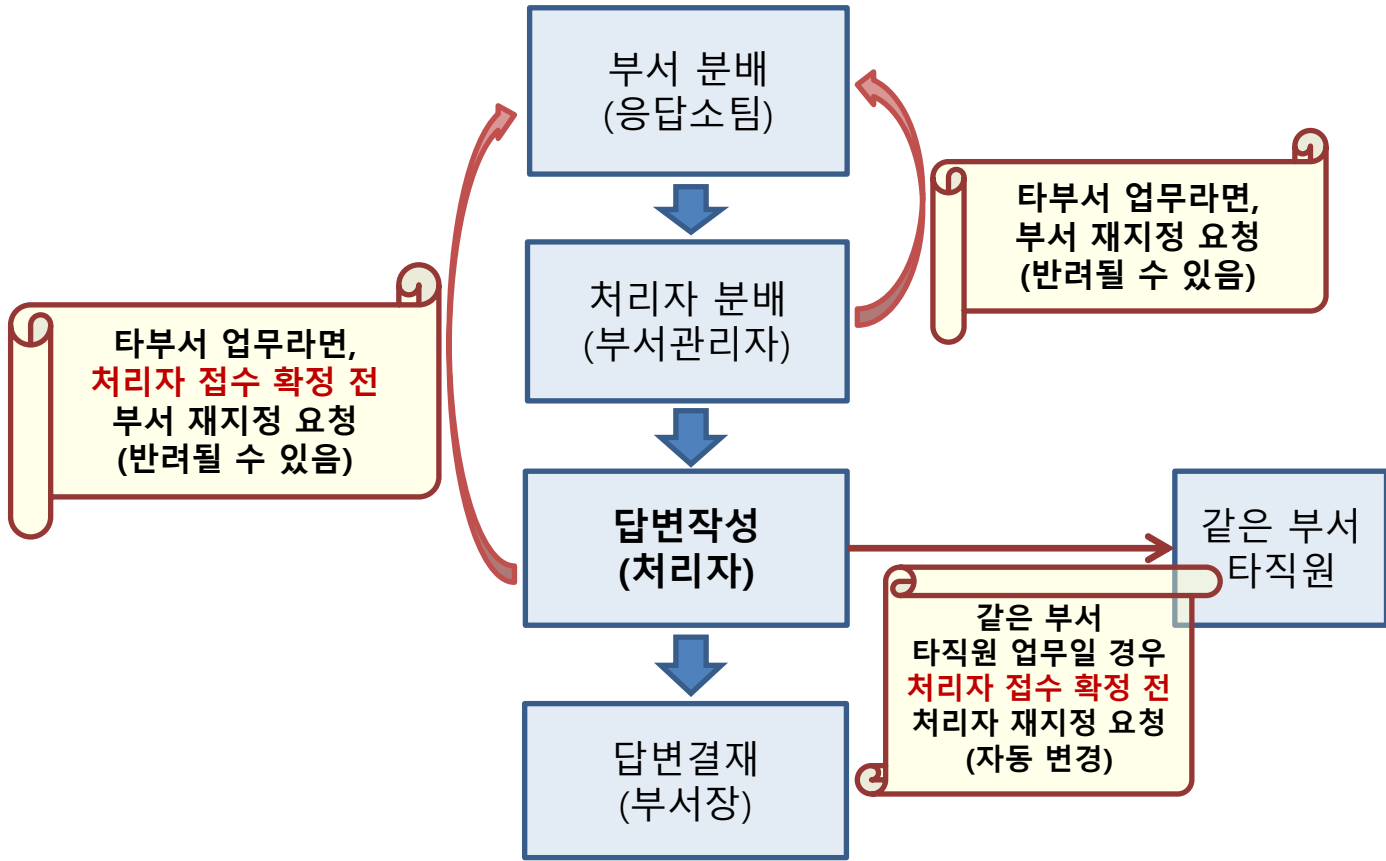 부서 분배
(응답소팀)
타부서 업무라면,
부서 재지정 요청
(반려될 수 있음)
처리자 분배
(부서관리자)
타부서 업무라면,
처리자 접수 확정 전
부서 재지정 요청
(반려될 수 있음)
답변작성
(처리자)
같은 부서
타직원
같은 부서
타직원 업무일 경우
처리자 접수 확정 전
처리자 재지정 요청
(자동 변경)
답변결재
(부서장)